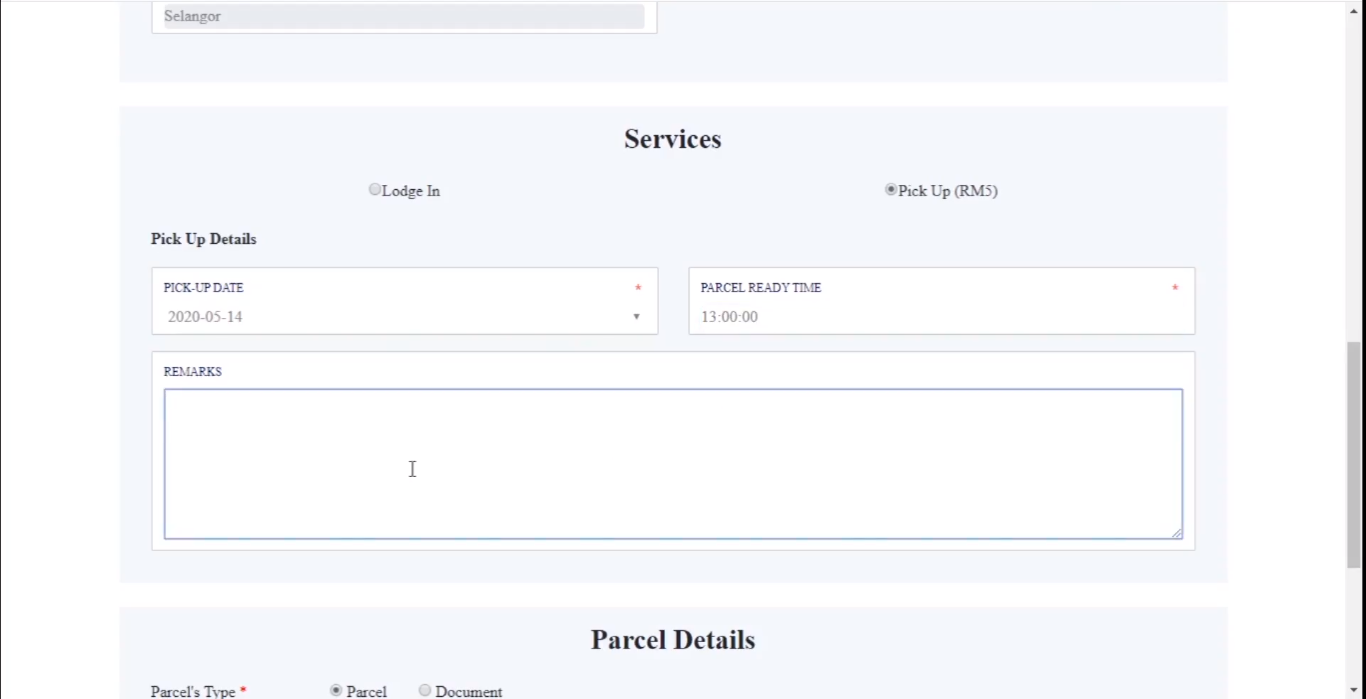 Selangor
Services
Lodge In
Pick Up (RM5)
Pick Up Details
PICK-UP DATE *
PARCEL READY TIME *
2020-05-14
13:00:00
REMARKS
Parcel Details
Parcel's Type * Parcel Document